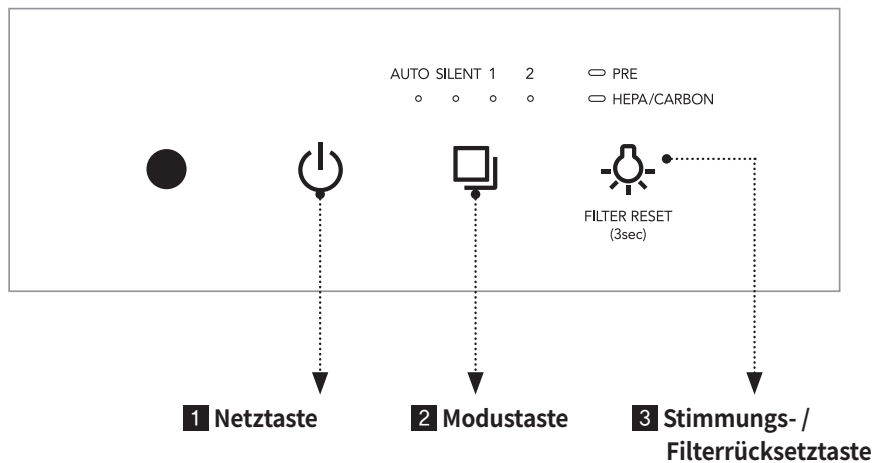 AUTO SILENT 1 2
PRE
HEPA/CARBON
FILTER RESET
(3sec)
1 Netztaste
2 Modustaste
3 Stimmungs- /
Filterrücksetztaste